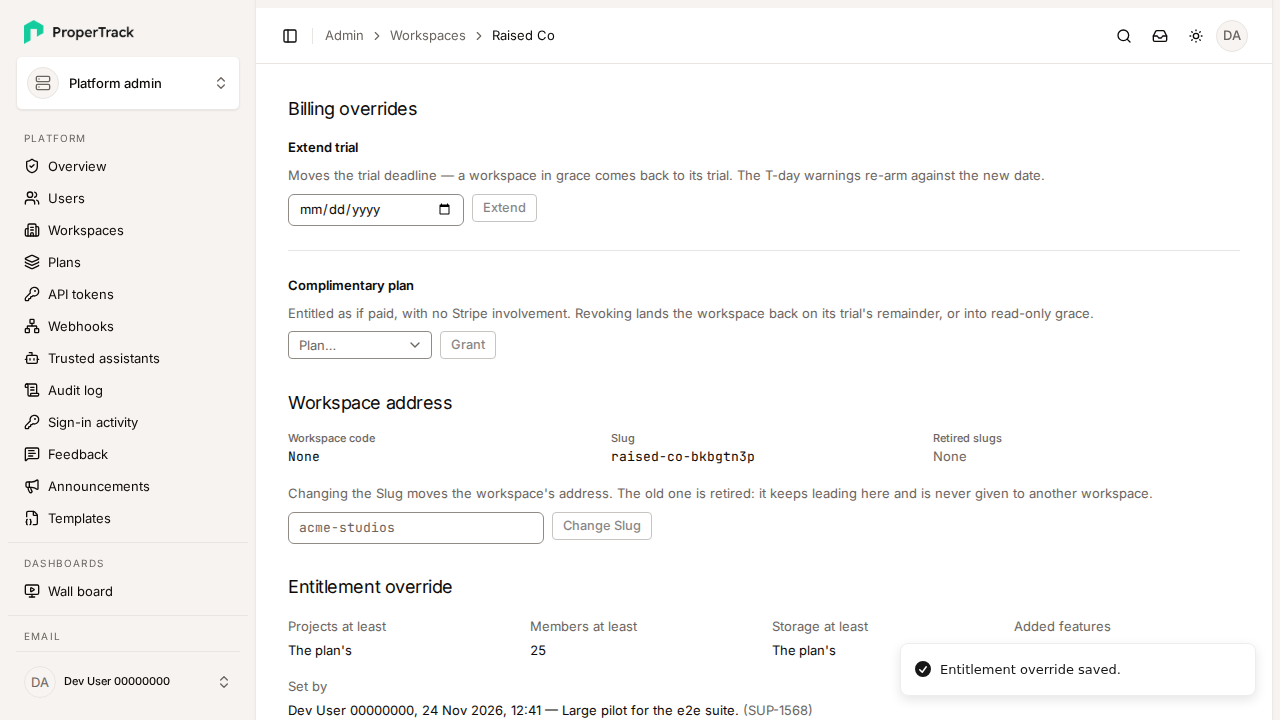 ProperTrack
Platform admin
PLATFORM
Overview
Users
Workspaces
Plans
API tokens
Webhooks
Trusted assistants
Audit log
Sign-in activity
Feedback
Announcements
Templates
DASHBOARDS
Wall board
EMAIL
DA
Dev User 00000000
Admin > Workspaces > Raised Co
DA
Billing overrides
Extend trial
Moves the trial deadline — a workspace in grace comes back to its trial. The T-day warnings re-arm against the new date.
mm/dd/yyyy
Extend
Complimentary plan
Entitled as if paid, with no Stripe involvement. Revoking lands the workspace back on its trial's remainder, or into read-only grace.
Plan...
Grant
Workspace address
Workspace code
None
Slug
raised-co-bkbgtn3p
Retired slugs
None
Changing the Slug moves the workspace's address. The old one is retired: it keeps leading here and is never given to another workspace.
acme-studios
Change Slug
Entitlement override
Projects at least
The plan's
Members at least
25
Storage at least
The plan's
Added features
Set by
Dev User 00000000, 24 Nov 2026, 12:41 — Large pilot for the e2e suite. (SUP-1568)
Entitlement override saved.